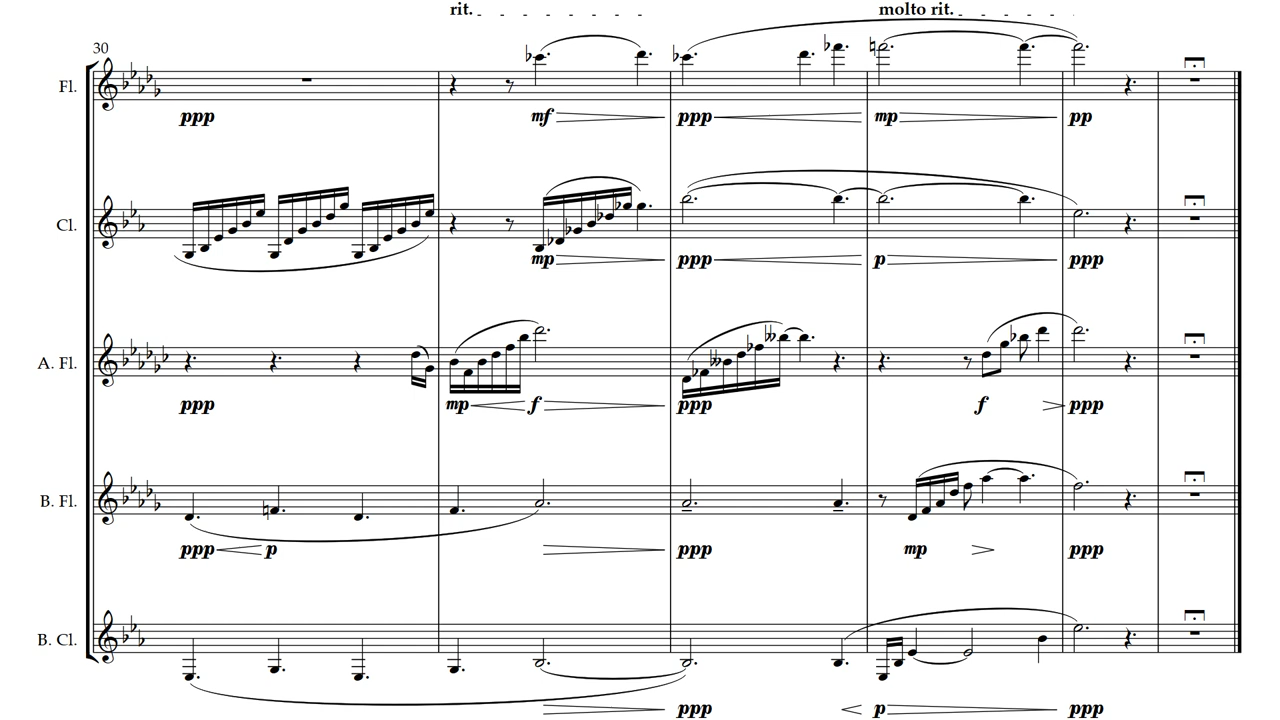 rit. molto rit.
30
Fl.
ppp mf ppp mp pp
Cl.
mp ppp p ppp
A. Fl.
ppp mp f ppp f ppp
B. Fl.
ppp p ppp mp ppp
B. Cl.
ppp p ppp